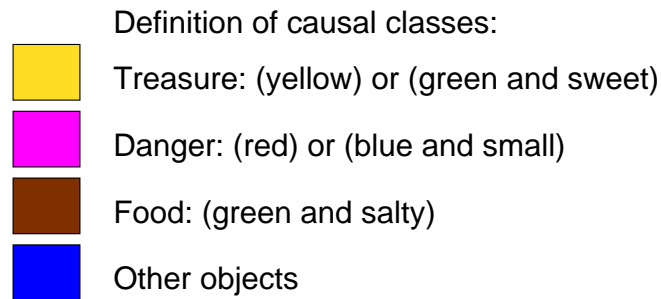 Definition of causal classes:
Treasure: (yellow) or (green and sweet)
Danger: (red) or (blue and small)
Food: (green and salty)
Other objects